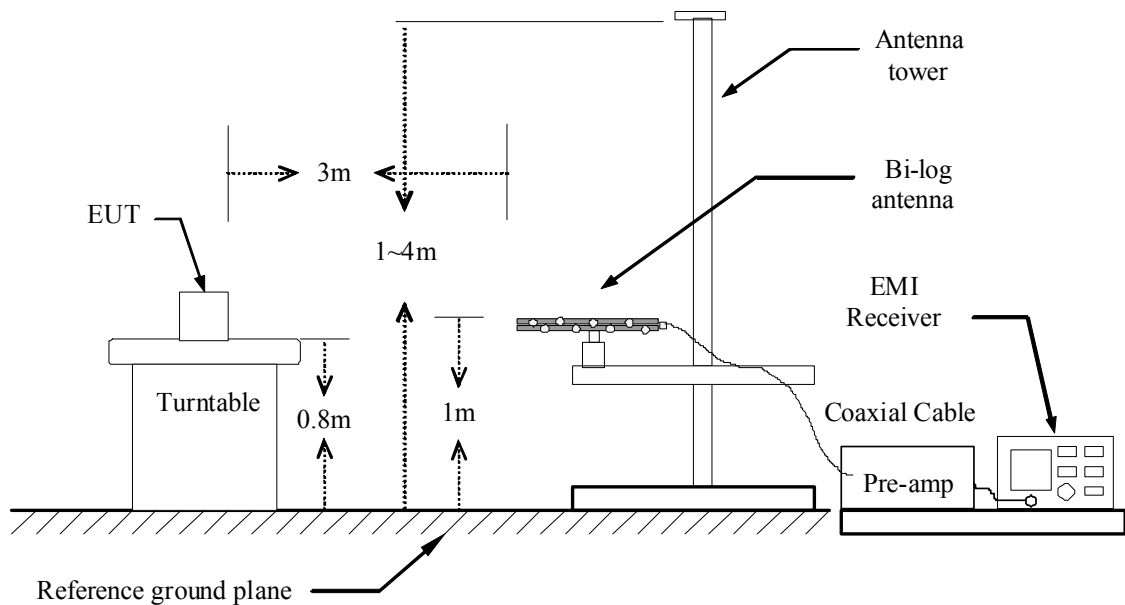 Antenna
tower
3m
Bi-log
antenna
EUT
1~4m
EMI
Receiver
Turntable
0.8m
1m
Coaxial Cable
Pre-amp
Reference ground plane